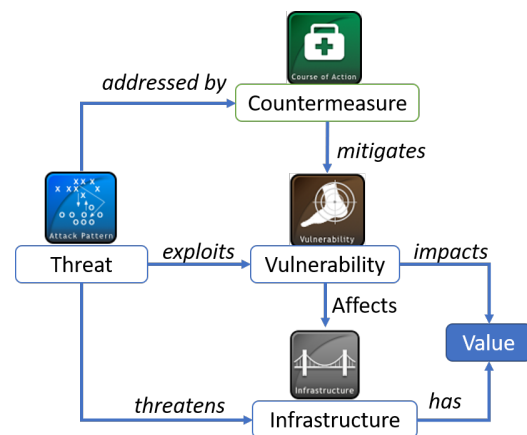 Course of Action
addressed by
Countermeasure
mitigates
X X X
X X X X
X
O
O O O O O
Attack Pattern
Vulnerability
Threat
exploits
Vulnerability
impacts
Affects
Value
Infrastructure
threatens
Infrastructure
has